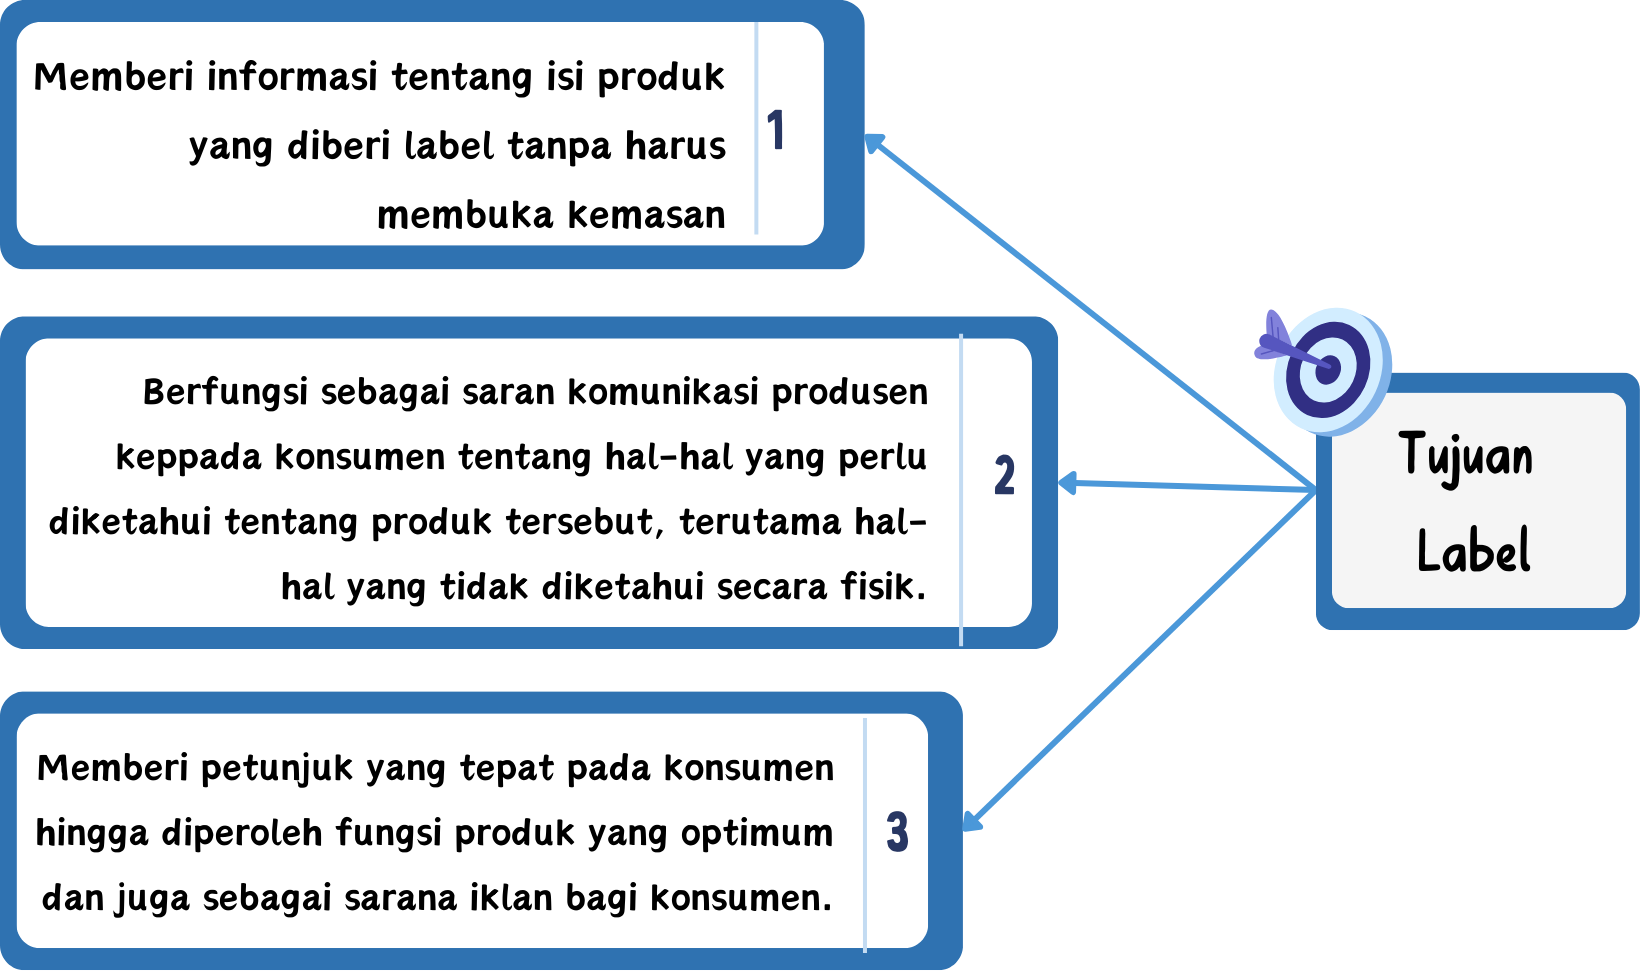 Memberi informasi tentang isi produk
yang diberi label tanpa harus
membuka kemasan
1
Berfungsi sebagai saran komunikasi produsen
keppada konsumen tentang hal-hal yang perlu
diketahui tentang produk tersebut, terutama hal-
hal yang tidak diketahui secara fisik.
2
Memberi petunjuk yang tepat pada konsumen
hingga diperoleh fungsi produk yang optimum
dan juga sebagai sarana iklan bagi konsumen.
3
Tujuan
Label